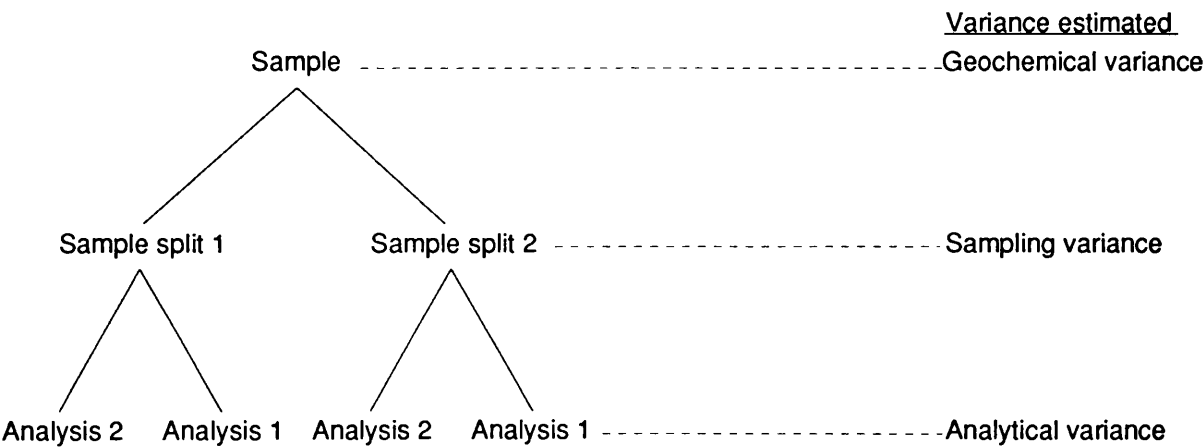 Variance estimated
Sample Geochemical variance
Sample split 1 Sample split 2 Sampling variance
Analysis 2 Analysis 1 Analysis 2 Analysis 1 Analytical variance